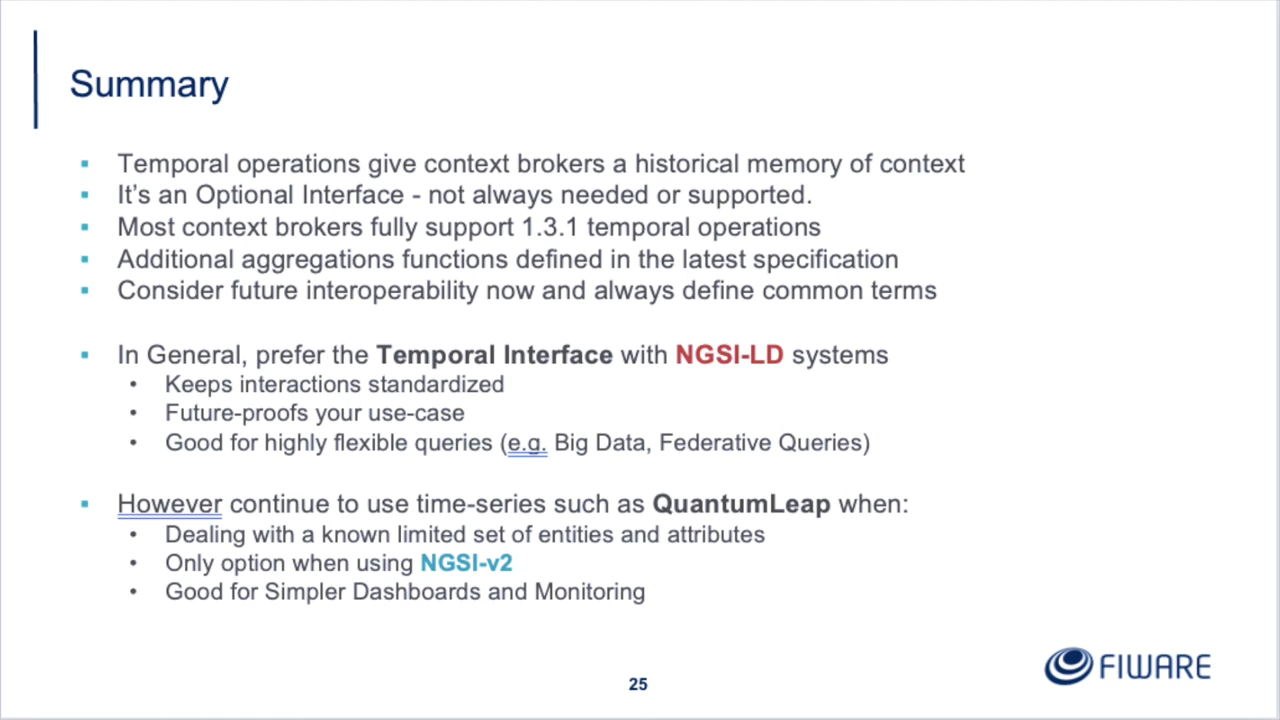 Summary
▪ Temporal operations give context brokers a historical memory of context
▪ It's an Optional Interface - not always needed or supported.
▪ Most context brokers fully support 1.3.1 temporal operations
▪ Additional aggregations functions defined in the latest specification
▪ Consider future interoperability now and always define common terms
▪ In General, prefer the Temporal Interface with NGSI-LD systems
• Keeps interactions standardized
• Future-proofs your use-case
• Good for highly flexible queries (e.g. Big Data, Federative Queries)
▪ However continue to use time-series such as QuantumLeap when:
• Dealing with a known limited set of entities and attributes
• Only option when using NGSI-v2
• Good for Simpler Dashboards and Monitoring
FIWARE
25